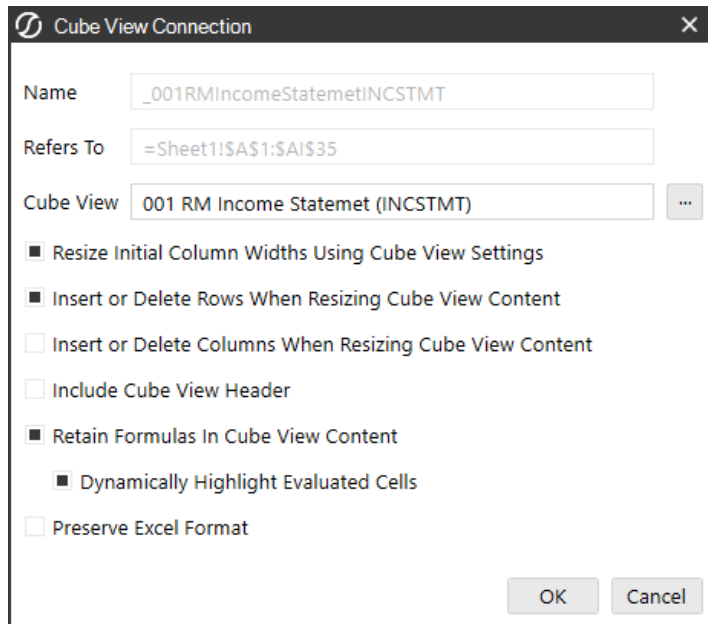 Cube View Connection
Name _001RMIncomeStatemetINCSTMT
Refers To =Sheet1!$A$1:$AI$35
Cube View 001 RM Income Statemet (INCSTMT) ...
Resize Initial Column Widths Using Cube View Settings
Insert or Delete Rows When Resizing Cube View Content
Insert or Delete Columns When Resizing Cube View Content
Include Cube View Header
Retain Formulas In Cube View Content
Dynamically Highlight Evaluated Cells
Preserve Excel Format
OK Cancel